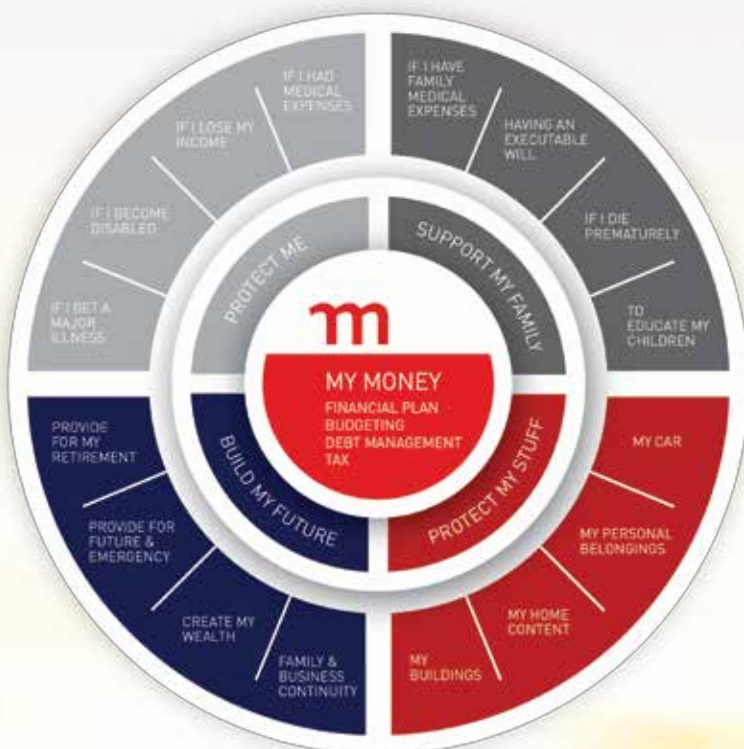 IF I HAD
MEDICAL
EXPENSES
IF I LOSE MY
INCOME
IF I BECOME
DISABLED
IF I GET A
MAJOR
ILLNESS
PROTECT ME
IF I HAVE
FAMILY
MEDICAL
EXPENSES
HAVING AN
EXECUTABLE
WILL
IF I DIE
PREMATURELY
TO
EDUCATE MY
CHILDREN
SUPPORT MY FAMILY
m
MY MONEY
FINANCIAL PLAN
BUDGETING
DEBT MANAGEMENT
TAX
BUILD MY FUTURE
PROVIDE
FOR MY
RETIREMENT
PROVIDE FOR
FUTURE &
EMERGENCY
CREATE MY
WEALTH
FAMILY &
BUSINESS
CONTINUITY
PROTECT MY STUFF
MY CAR
MY PERSONAL
BELONGINGS
MY HOME
CONTENT
MY
BUILDINGS